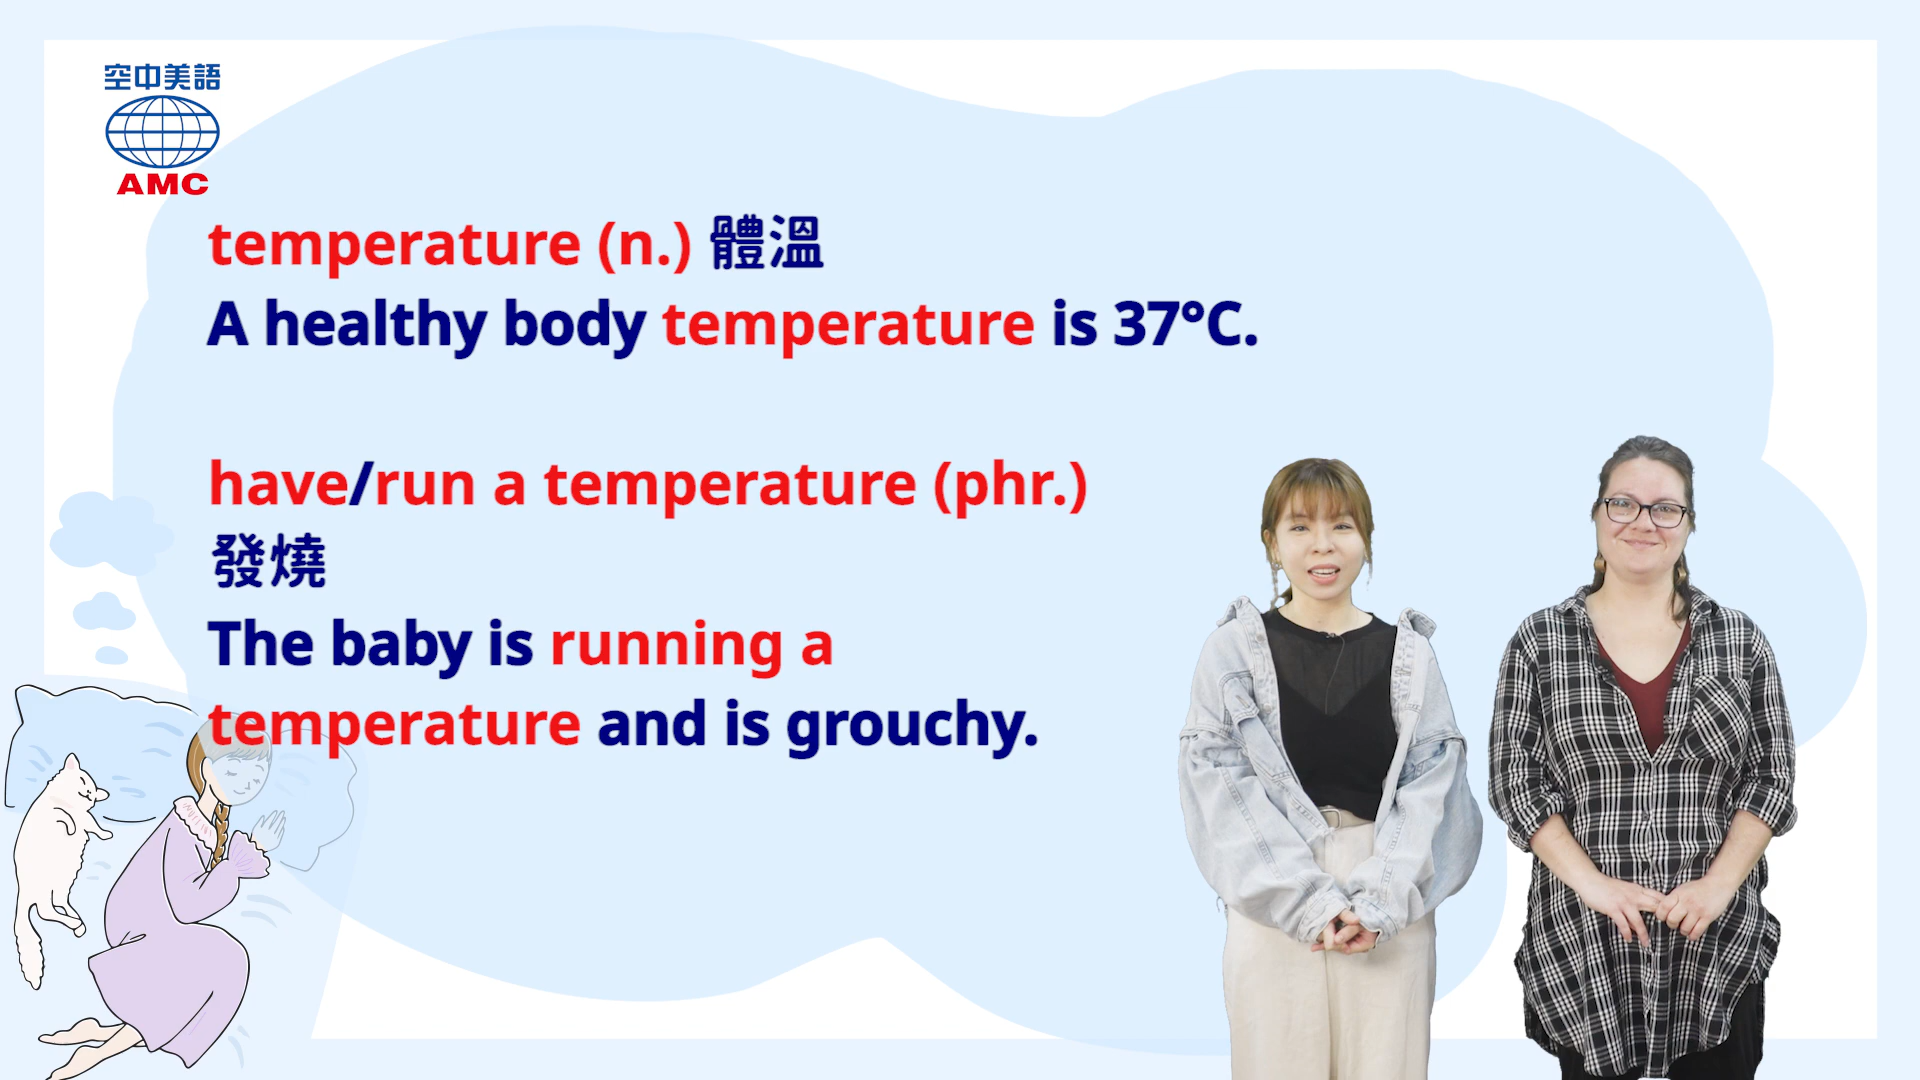 空中美語
AMC
temperature (n.) 體溫
A healthy body temperature is 37°C.
have/run a temperature (phr.)
發燒
The baby is running a
temperature and is grouchy.